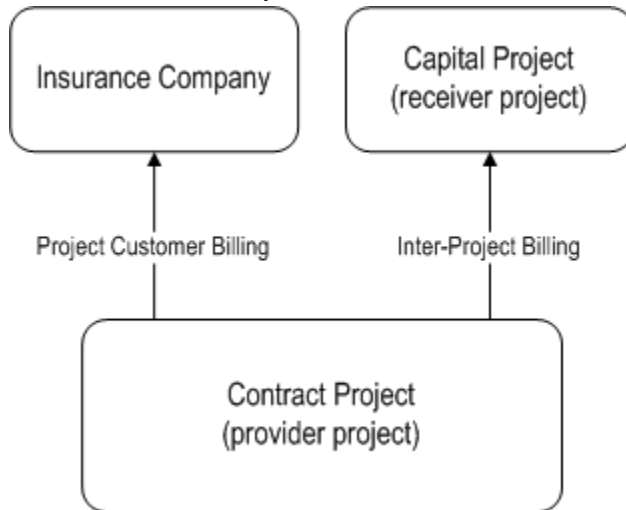 Insurance Company
Capital Project
(receiver project)
Project Customer Billing
Inter-Project Billing
Contract Project
(provider project)